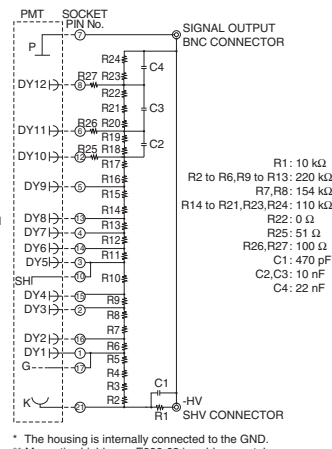 PMT
SOCKET
PIN No.
SIGNAL OUTPUT
BNC CONNECTOR
P
7
R24
C4
R27 R23
DY12
8
R22
R21
C3
R26 R20
DY11
6
R19
C2
R25 R18
DY10
12
R17
R16
DY9
5
R15
R14
DY8
13
R13
DY7
4
R12
DY6
14
R11
DY5
3
10
R10
SHI
DY4
15
R9
DY3
2
R8
R7
DY2
16
R6
DY1
1
R5
G
17
R4
R3
C1
K
21
R2
R1
-HV
SHV CONNECTOR
R1: 10 kΩ
R2 to R6,R9 to R13: 220 kΩ
R7,R8: 154 kΩ
R14 to R21,R23,R24: 110 kΩ
R22: 0 Ω
R25: 51 Ω
R26,R27: 100 Ω
C1: 470 pF
C2,C3: 10 nF
C4: 22 nF
* The housing is internally connected to the GND.